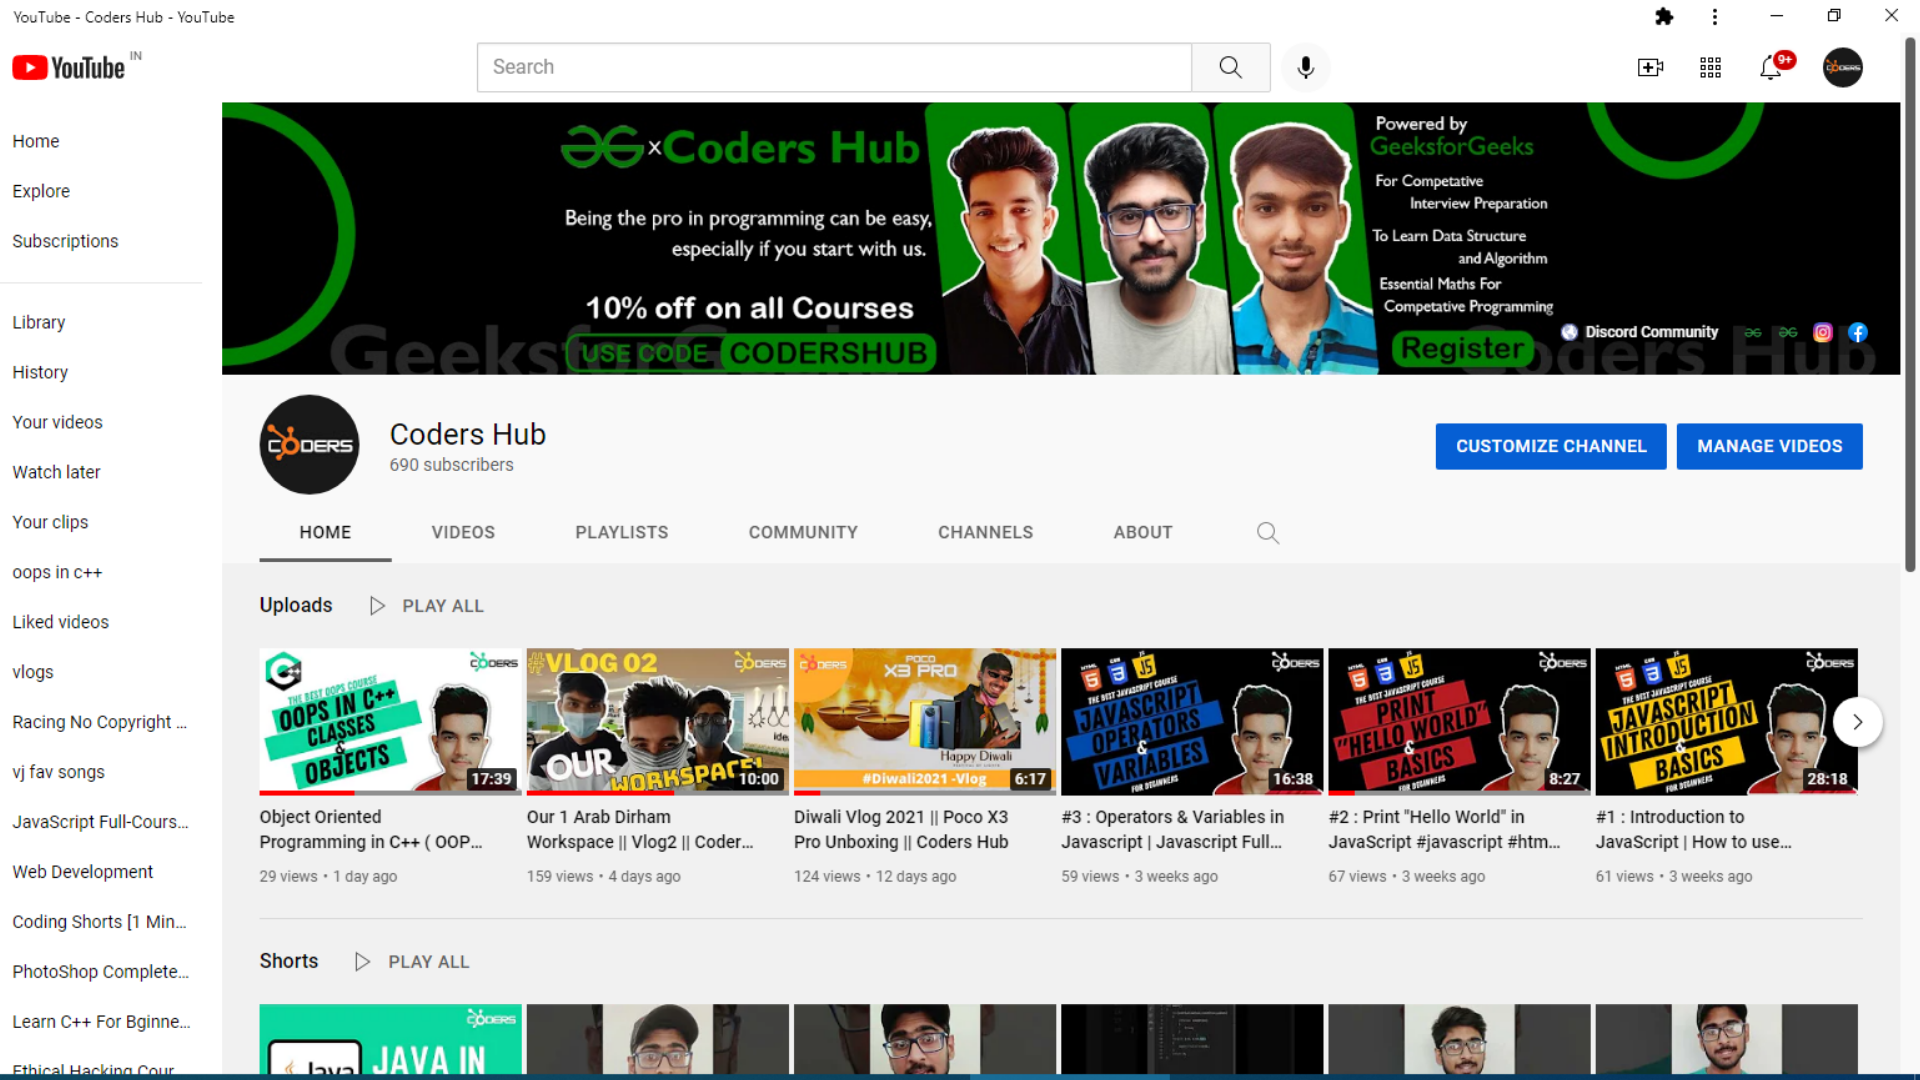 YouTube - Coders Hub - YouTube
YouTube IN
Search
9+
CODERS
Home
Explore
Subscriptions
Library
History
Your videos
Watch later
Your clips
oops in c++
Liked videos
vlogs
Racing No Copyright ...
vj fav songs
JavaScript Full-Cours...
Web Development
Coding Shorts [1 Min...
PhotoShop Complete...
Learn C++ For Bginne...
Ethical Hacking Cour
x Coders Hub
Being the pro in programming can be easy,
especially if you start with us.
10% off on all Courses
USE CODE CODERSHUB
Powered by
GeeksforGeeks
For Competative
Interview Preparation
To Learn Data Structure
and Algorithm
Essential Maths For
Competative Programming
Register
Discord Community
Coders Hub
CODERS
Coders Hub
690 subscribers
CUSTOMIZE CHANNEL
MANAGE VIDEOS
HOME
VIDEOS
PLAYLISTS
COMMUNITY
CHANNELS
ABOUT
Uploads
PLAY ALL
CODERS
THE BEST OOPS COURSE
OOPS IN C++
CLASSES
&
OBJECTS
17:39
Object Oriented
Programming in C++ ( OOP...
29 views • 1 day ago
#VLOG 02
CODERS
OUR
WORKSPACE!
10:00
Our 1 Arab Dirham
Workspace || Vlog2 || Coder...
159 views • 4 days ago
CODERS
POCO
X3 PRO
Happy Diwali
#Diwali2021 -Vlog
6:17
Diwali Vlog 2021 || Poco X3
Pro Unboxing || Coders Hub
124 views • 12 days ago
CODERS
THE BEST JAVASCRIPT COURSE
JAVASCRIPT
OPERATORS
&
VARIABLES
FOR BEGINNERS
16:38
#3 : Operators & Variables in
Javascript | Javascript Full...
59 views • 3 weeks ago
CODERS
THE BEST JAVASCRIPT COURSE
PRINT
"HELLO WORLD"
&
BASICS
FOR BEGINNERS
8:27
#2 : Print "Hello World" in
JavaScript #javascript #htm...
67 views • 3 weeks ago
CODERS
THE BEST JAVASCRIPT COURSE
JAVASCRIPT
INTRODUCTION
&
BASICS
FOR BEGINNERS
28:18
#1 : Introduction to
JavaScript | How to use...
61 views • 3 weeks ago
Shorts
PLAY ALL
CODERS
Java
JAVA IN